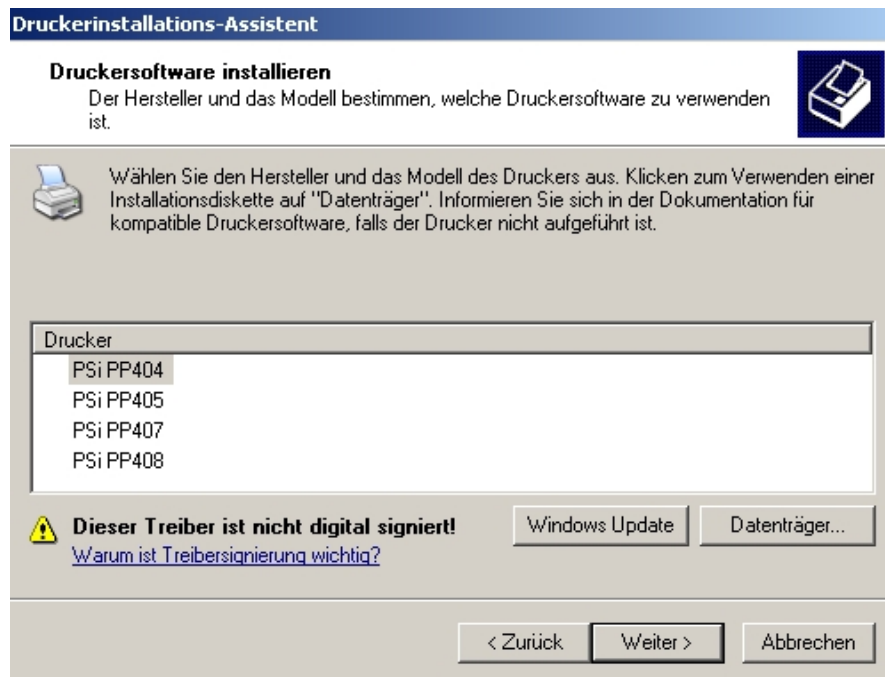 Druckerinstallations-Assistent
Druckersoftware installieren
Der Hersteller und das Modell bestimmen, welche Druckersoftware zu verwenden
ist.
Wählen Sie den Hersteller und das Modell des Druckers aus. Klicken zum Verwenden einer
Installationsdiskette auf "Datenträger". Informieren Sie sich in der Dokumentation für
kompatible Druckersoftware, falls der Drucker nicht aufgeführt ist.
Drucker
PSi PP404
PSi PP405
PSi PP407
PSi PP408
Dieser Treiber ist nicht digital signiert!
Warum ist Treibersignierung wichtig?
Windows Update
Datenträger...
< Zurück
Weiter >
Abbrechen